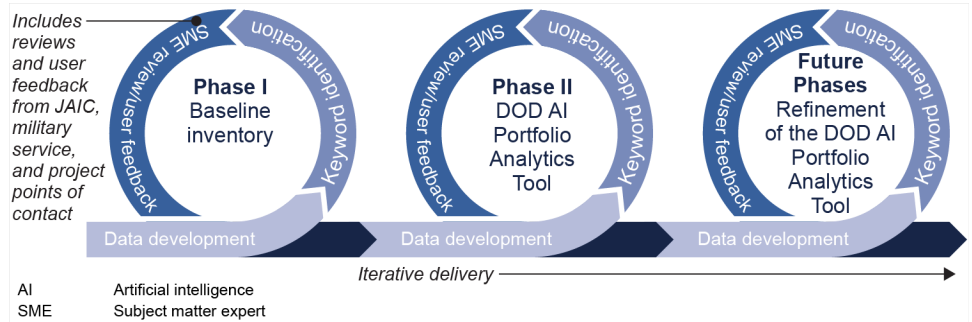 Includes
reviews
and user
feedback
from JAIC,
military
service,
and project
points of
contact
SME review/user feedback
Keyword identification
Phase I
Baseline
inventory
Data development
SME review/user feedback
Keyword identification
Phase II
DOD AI
Portfolio
Analytics
Tool
Data development
SME review/user feedback
Keyword identification
Future
Phases
Refinement
of the DOD AI
Portfolio
Analytics
Tool
Data development
Iterative delivery
AI Artificial intelligence
SME Subject matter expert